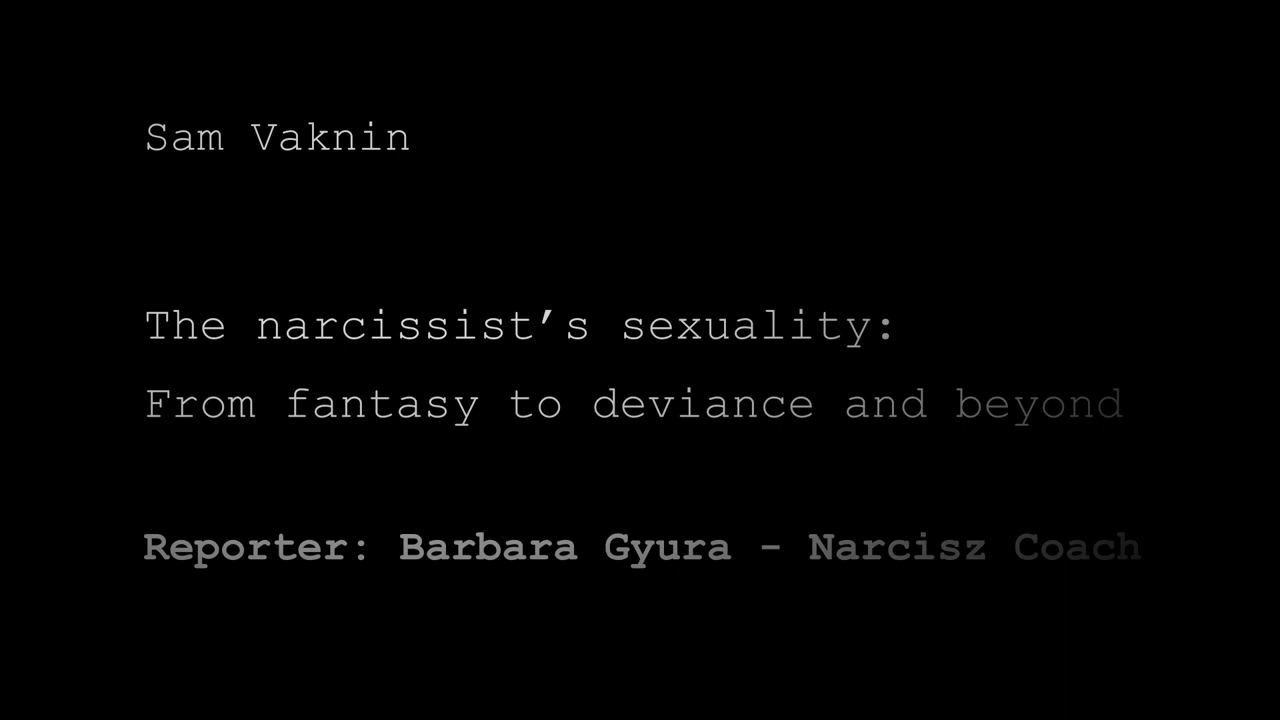 Sam Vaknin
The narcissist’s sexuality:
From fantasy to deviance and beyond
Reporter: Barbara Gyura - Narcisz Coach